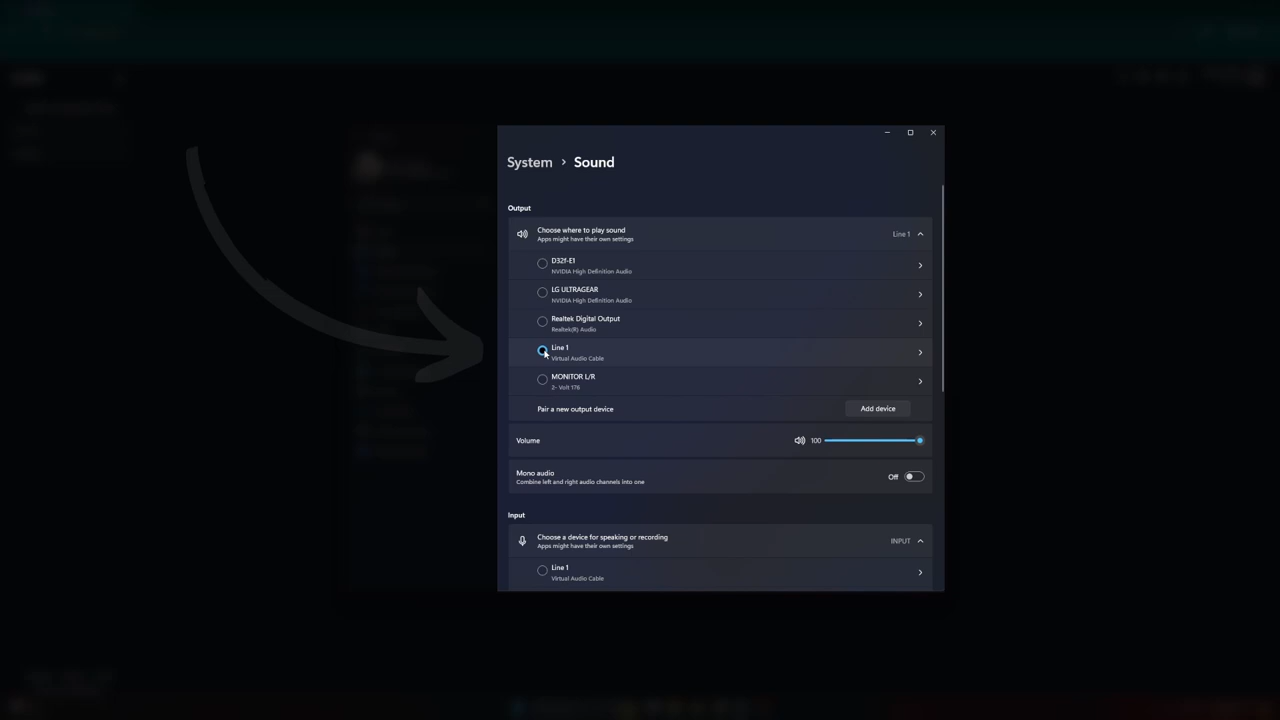 System > Sound
Output
Choose where to play sound
Apps might have their own settings
Line 1
D32f-E1
NVIDIA High Definition Audio
LG ULTRAGEAR
NVIDIA High Definition Audio
Realtek Digital Output
Realtek(R) Audio
Line 1
Virtual Audio Cable
MONITOR L/R
2- Volt 176
Pair a new output device
Add device
Volume
100
Mono audio
Combine left and right audio channels into one
Off
Input
Choose a device for speaking or recording
Apps might have their own settings
INPUT
Line 1
Virtual Audio Cable